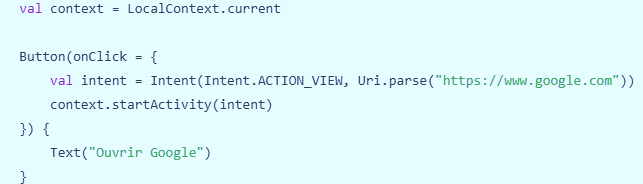 val context = LocalContext.current
Button(onClick = {
val intent = Intent(Intent.ACTION_VIEW, Uri.parse("https://www.google.com"))
context.startActivity(intent)
}) {
Text("Ouvrir Google")
}